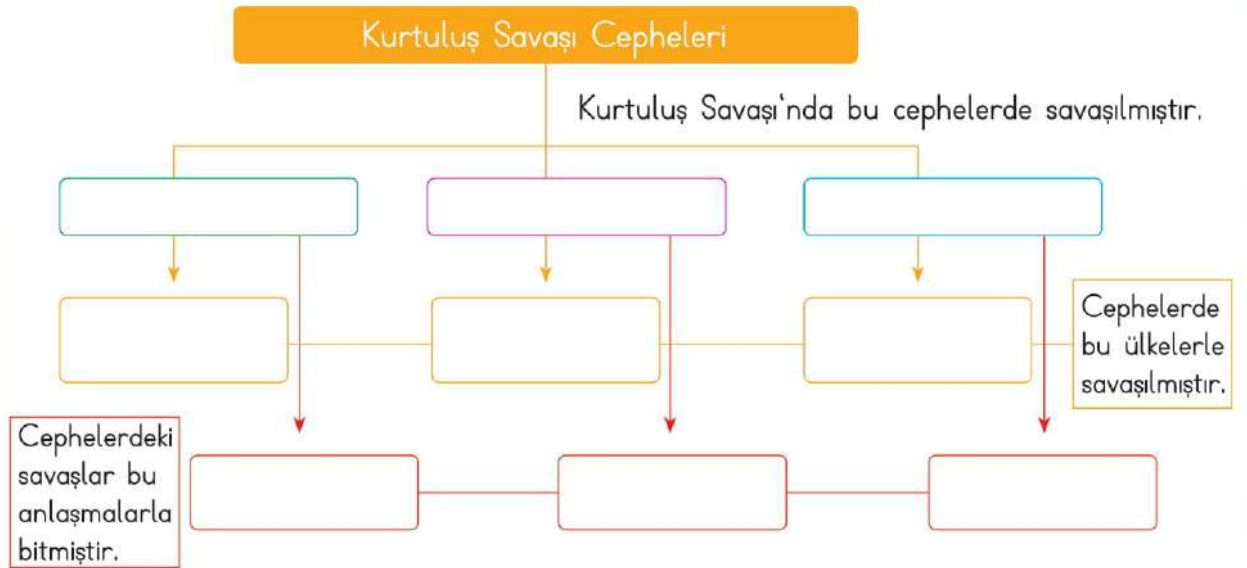 Kurtuluş Savaşı Cepheleri
Kurtuluş Savaşı'nda bu cephelerde savaşılmıştır.
Cephelerde
bu ülkelerle
savaşılmıştır.
Cephelerdeki
savaşlar bu
anlaşmalarla
bitmiştir.